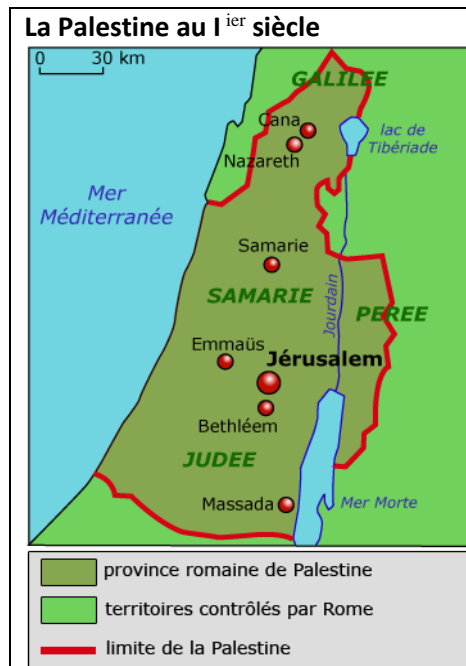 La Palestine au I ier siècle
0 30 km
GALILEE
Cana
lac de
Tibériade
Nazareth
Mer
Méditerranée
Samarie
Jourdain
SAMARIE
PEREE
Emmaüs
Jérusalem
Bethléem
JUDEE
Massada
Mer Morte
province romaine de Palestine
territoires contrôlés par Rome
limite de la Palestine